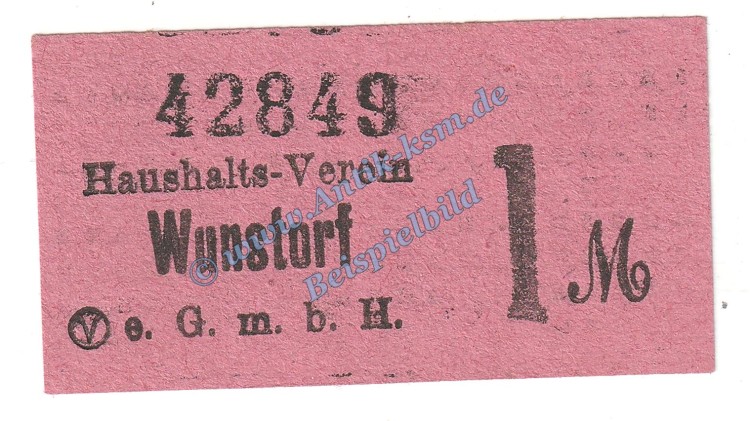 42849
Haushalts-Verein
Wunstorf
1 M
V e. G. m. b. H.
© www.Antik-ksm.de
Beispielbild